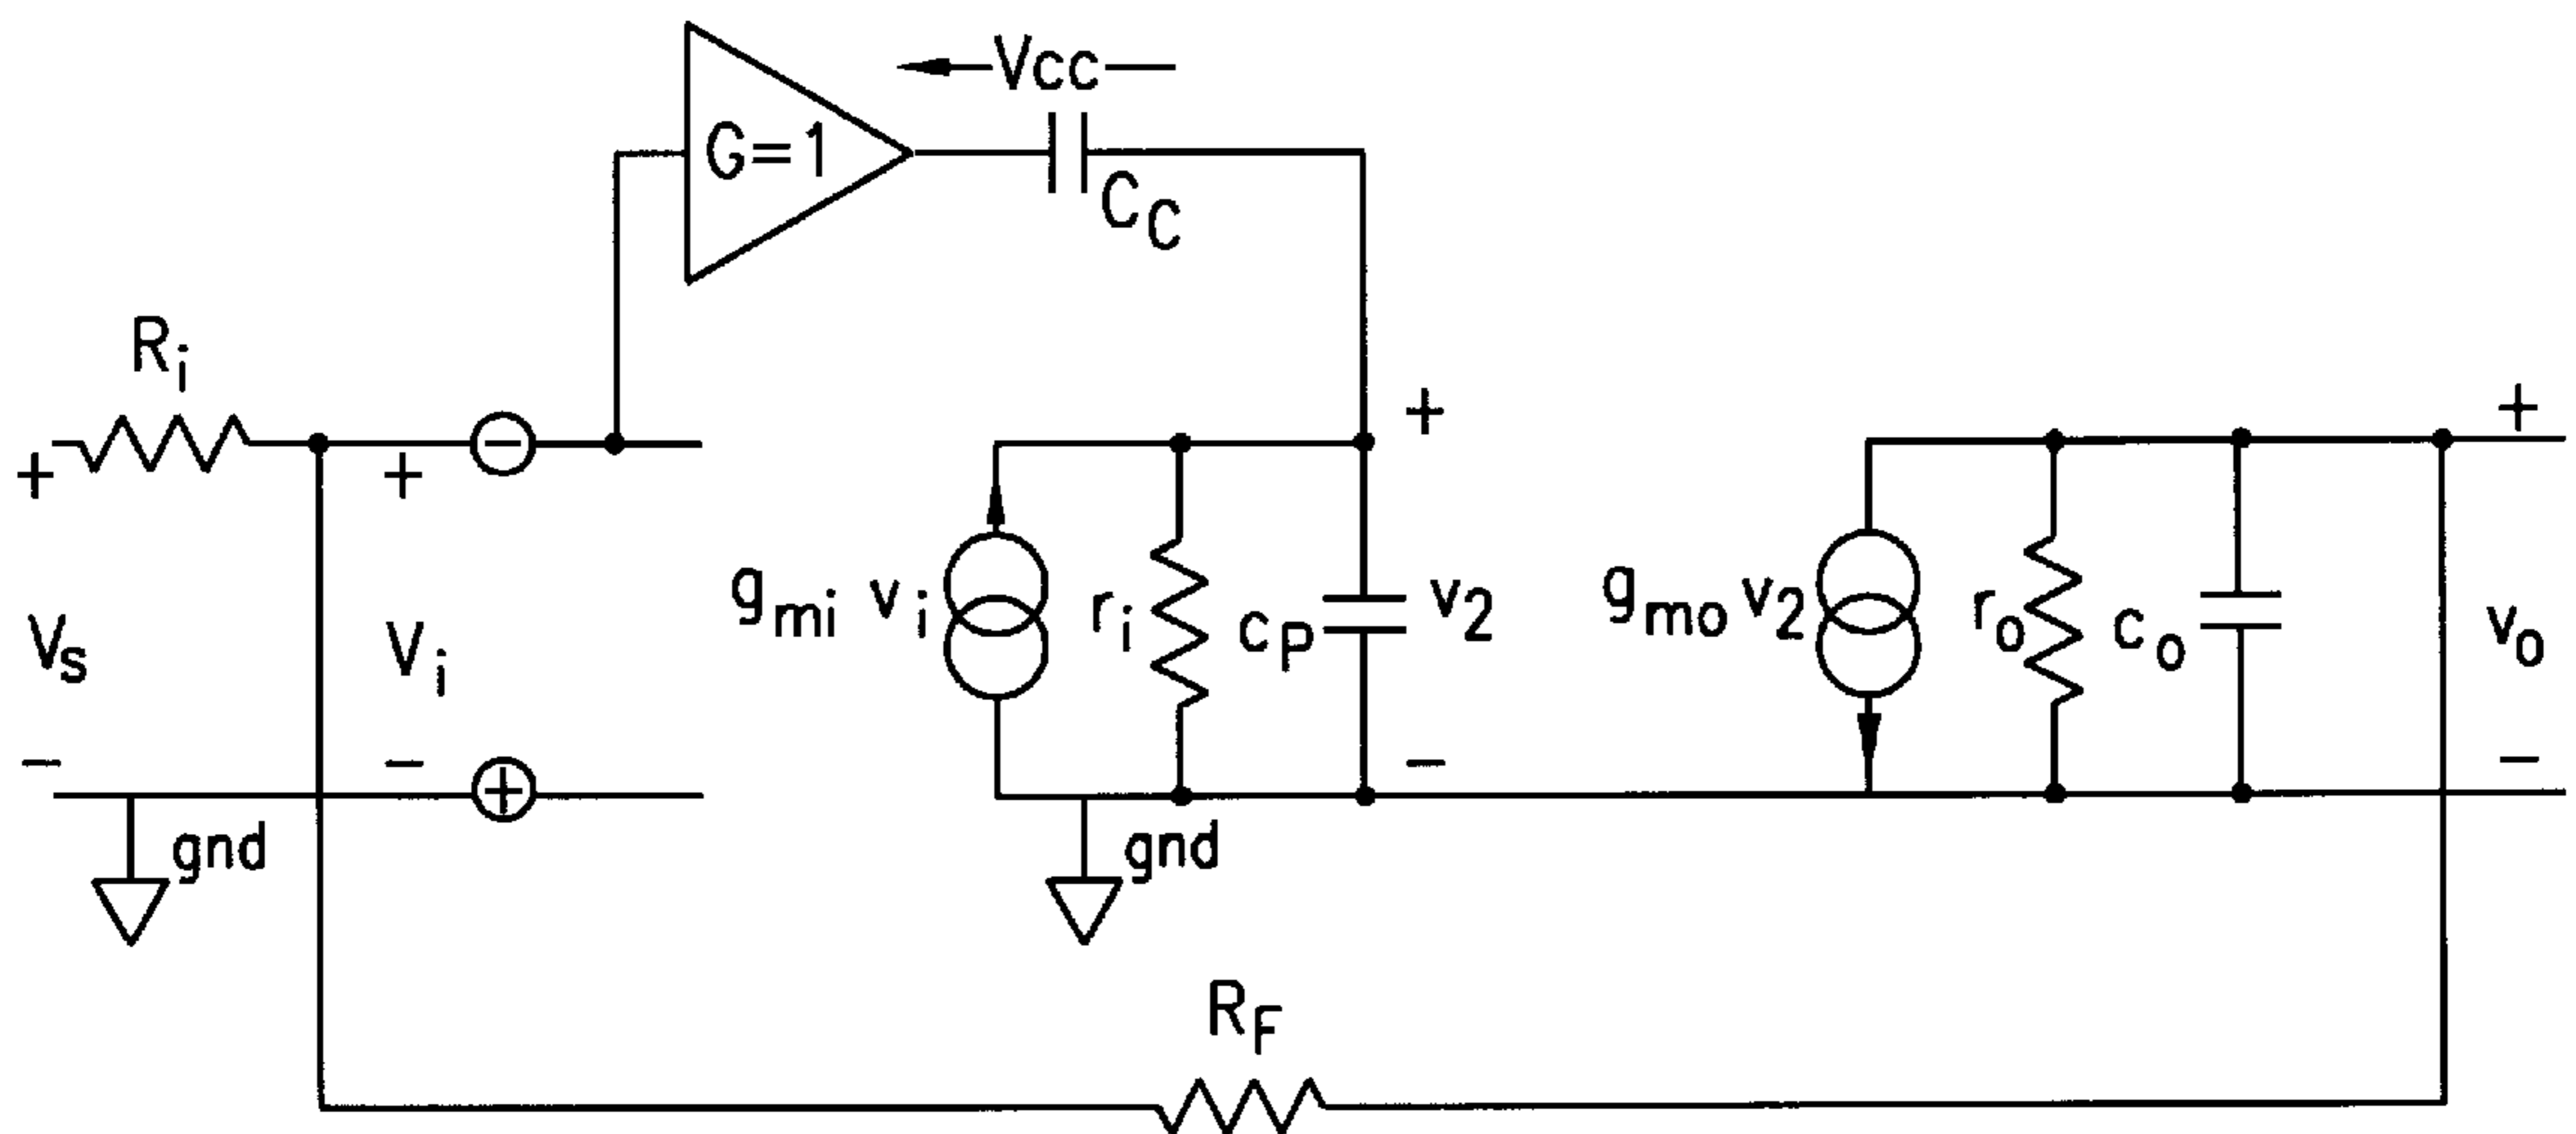 Vcc
G=1
CC
Ri
+
+
−
+
+
gmi vi
ri
cP
v2
gmo v2
ro
co
vo
Vs
Vi
−
−
+
−
−
gnd
gnd
RF